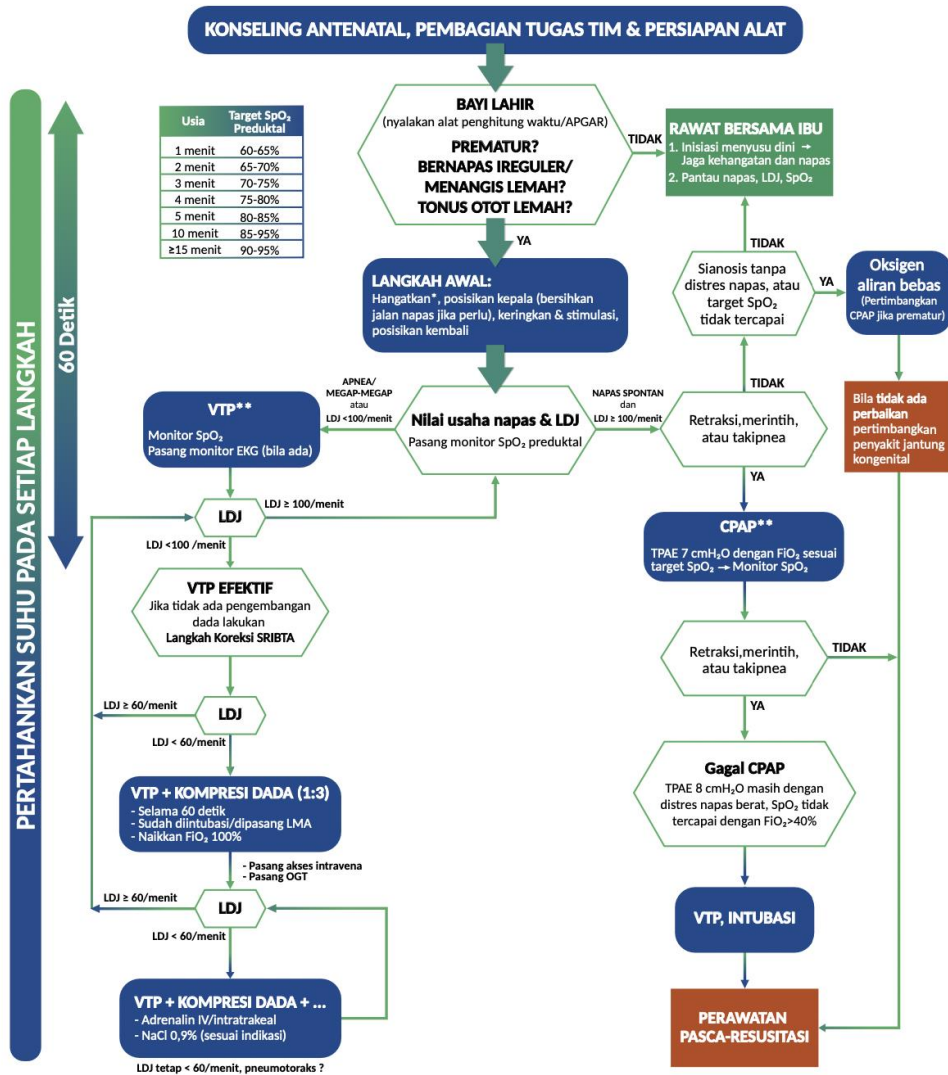 KONSELING ANTENATAL, PEMBAGIAN TUGAS TIM & PERSIAPAN ALAT
PERTAHANKAN SUHU PADA SETIAP LANGKAH
60 Detik
Usia Target SpO₂
Preduktal
1 menit 60-65%
2 menit 65-70%
3 menit 70-75%
4 menit 75-80%
5 menit 80-85%
10 menit 85-95%
≥15 menit 90-95%
BAYI LAHIR
(nyalakan alat penghitung waktu/APGAR)
PREMATUR?
BERNAPAS IREGULER/
MENANGIS LEMAH?
TONUS OTOT LEMAH?
TIDAK
RAWAT BERSAMA IBU
1. Inisiasi menyusu dini →
Jaga kehangatan dan napas
2. Pantau napas, LDJ, SpO₂
YA
LANGKAH AWAL:
Hangatkan*, posisikan kepala (bersihkan
jalan napas jika perlu), keringkan & stimulasi,
posisikan kembali
TIDAK
Sianosis tanpa
distres napas, atau
target SpO₂
tidak tercapai
YA
Oksigen
aliran bebas
(Pertimbangkan
CPAP jika prematur)
TIDAK
Bila tidak ada
perbaikan
pertimbangkan
penyakit jantung
kongenital
APNEA/
MEGAP-MEGAP
atau
LDJ <100/menit
Nilai usaha napas & LDJ
Pasang monitor SpO₂ preduktal
NAPAS SPONTAN
dan
LDJ ≥ 100/menit
Retraksi,merintih,
atau takipnea
VTP**
Monitor SpO₂
Pasang monitor EKG (bila ada)
YA
LDJ
LDJ ≥ 100/menit
LDJ <100 /menit
CPAP**
TPAE 7 cmH₂O dengan FiO₂ sesuai
target SpO₂ → Monitor SpO₂
VTP EFEKTIF
Jika tidak ada pengembangan
dada lakukan
Langkah Koreksi SRIBTA
Retraksi,merintih,
atau takipnea
TIDAK
YA
LDJ ≥ 60/menit
LDJ
LDJ < 60/menit
Gagal CPAP
TPAE 8 cmH₂O masih dengan
distres napas berat, SpO₂ tidak
tercapai dengan FiO₂>40%
VTP + KOMPRESI DADA (1:3)
- Selama 60 detik
- Sudah diintubasi/dipasang LMA
- Naikkan FiO₂ 100%
- Pasang akses intravena
- Pasang OGT
LDJ ≥ 60/menit
LDJ
LDJ < 60/menit
VTP, INTUBASI
VTP + KOMPRESI DADA + ...
- Adrenalin IV/intratrakeal
- NaCl 0,9% (sesuai indikasi)
PERAWATAN
PASCA-RESUSITASI
LDJ tetap < 60/menit, pneumotoraks ?